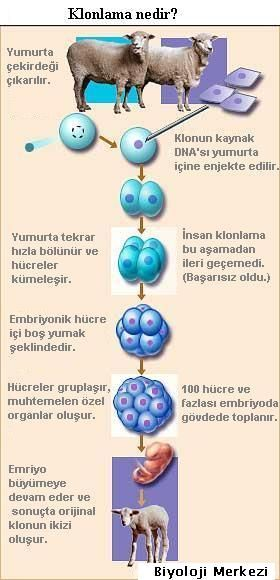 Klonlama nedir?
Yumurta
çekirdeği
çıkarılır.
Klonun kaynak
DNA'sı yumurta
içine enjekte edilir.
Yumurta tekrar
hızla bölünür ve
hücreler
kümeleşir.
İnsan klonlama
bu aşamadan
ileri geçemedi.
(Başarısız oldu.)
Embriyonik hücre
içi boş yumak
şeklindedir.
Hücreler gruplaşır,
muhtemelen özel
organlar oluşur.
100 hücre ve
fazlası embriyoda
gövdede toplanır.
Emriyo
büyümeye
devam eder ve
sonuçta orijinal
klonun ikizi
oluşur.
Biyoloji Merkezi